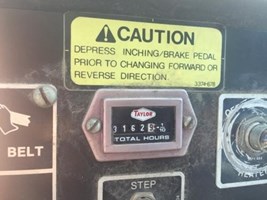 CAUTION
DEPRESS INCHING/BRAKE PEDAL
PRIOR TO CHANGING FORWARD OR
REVERSE DIRECTION.
TAYLOR
TOTAL HOURS
BELT
STEP